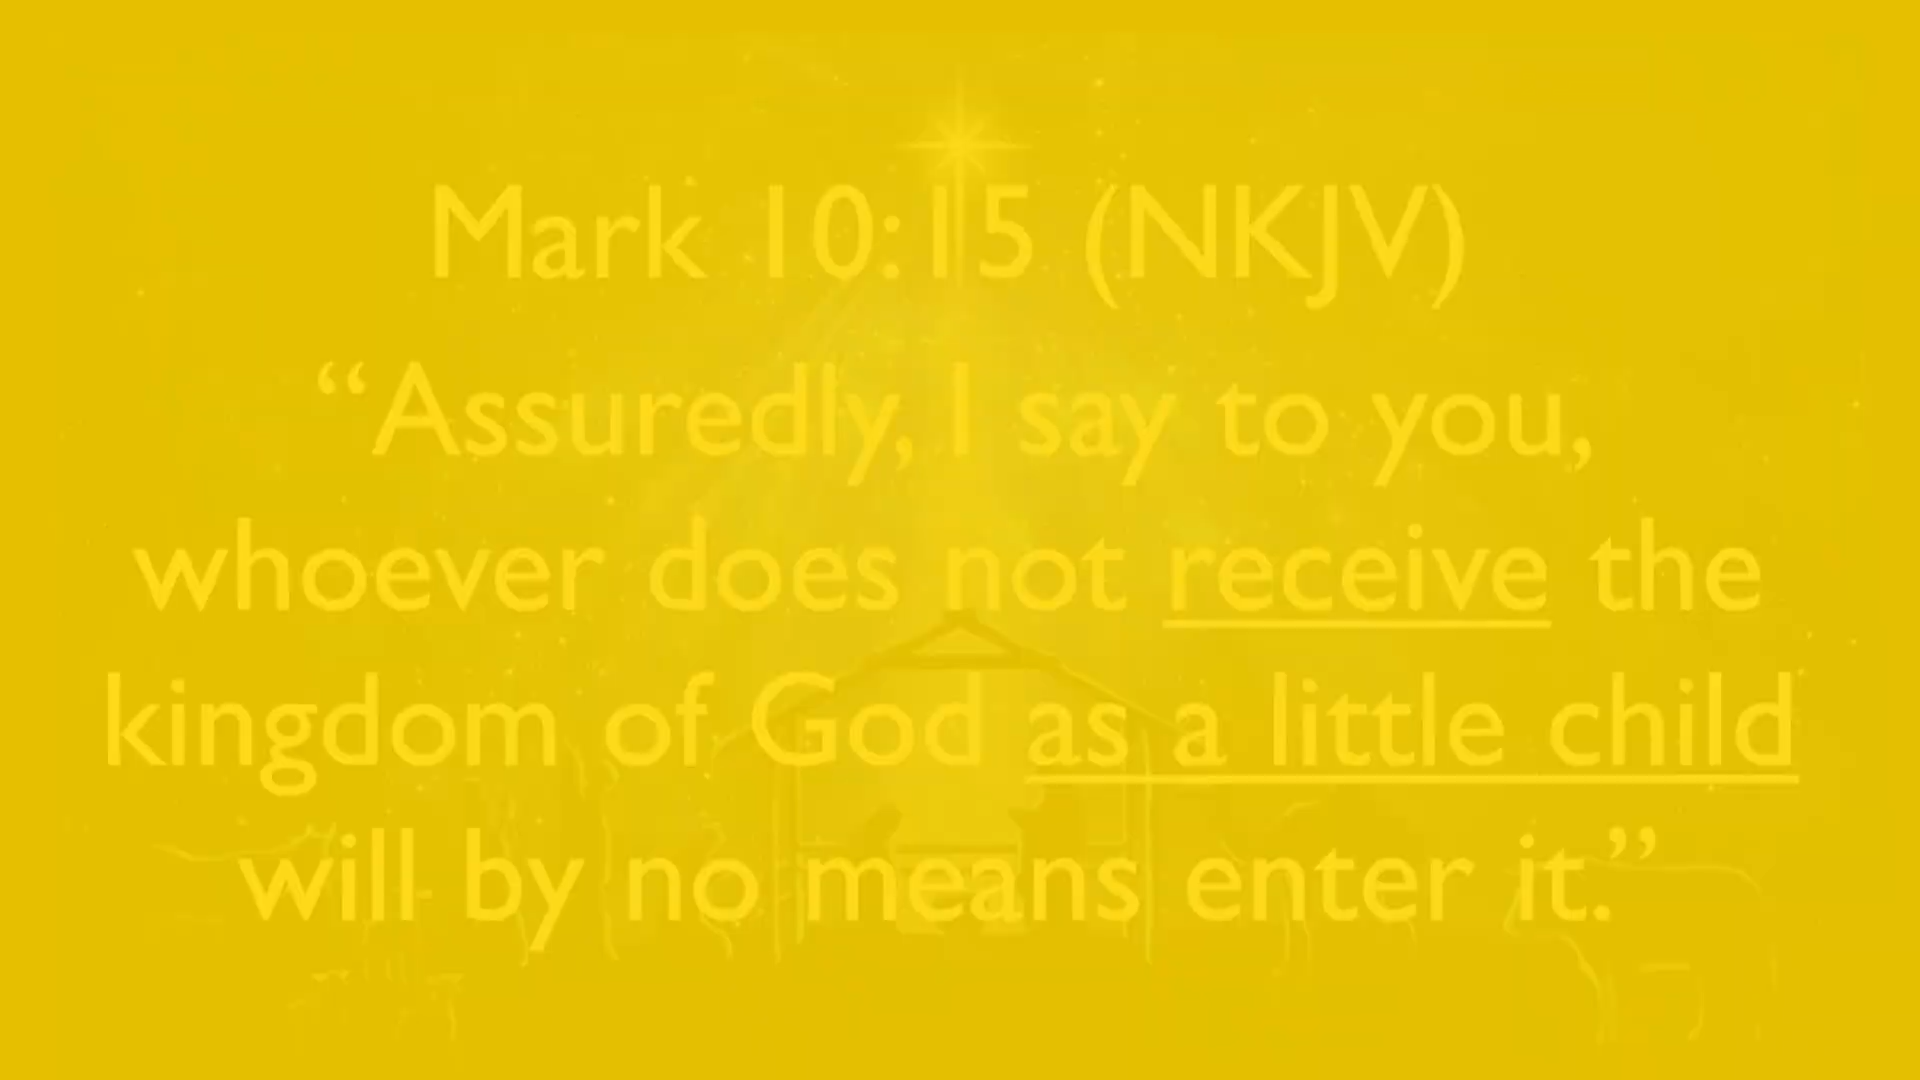 Mark 10:15 (NKJV)
“Assuredly, I say to you,
whoever does not receive the
kingdom of God as a little child
will by no means enter it.”